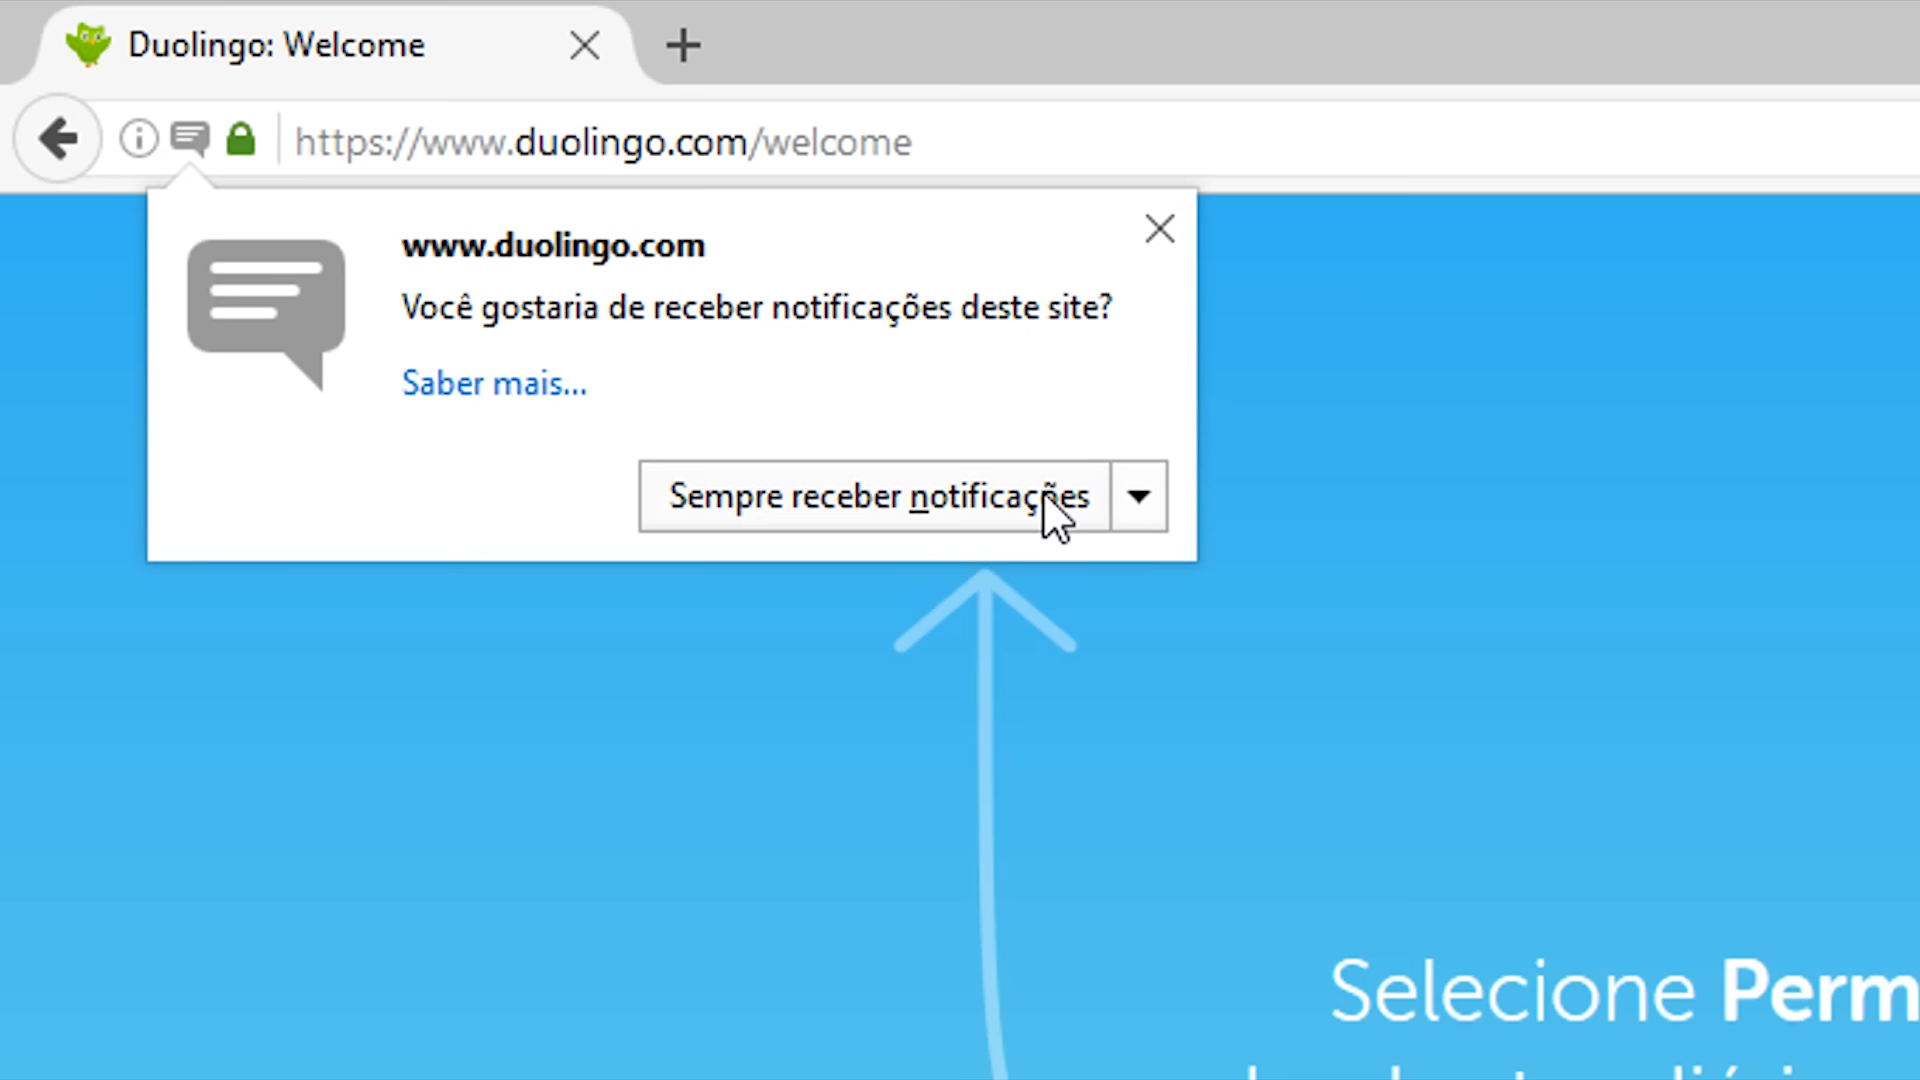 Duolingo: Welcome
https://www.duolingo.com/welcome
www.duolingo.com
Você gostaria de receber notificações deste site?
Saber mais...
Sempre receber notificações
Selecione